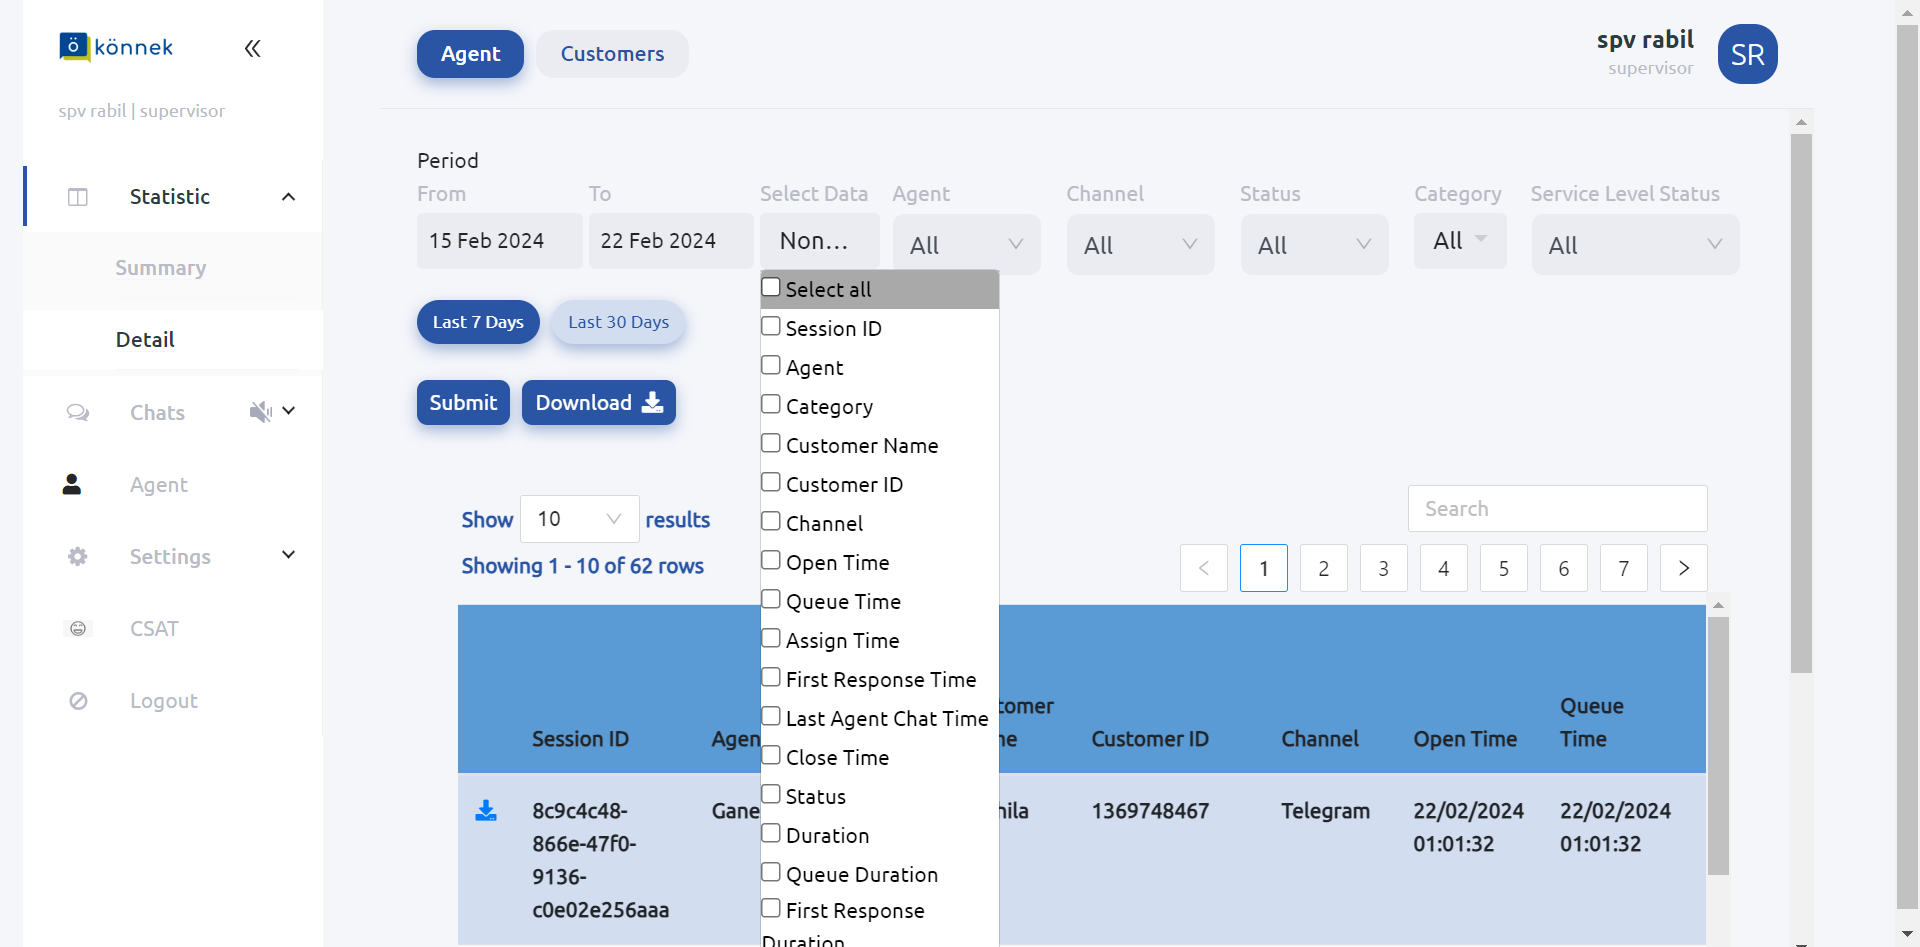 ö könnek
spv rabil | supervisor
Statistic
Summary
Detail
Chats
Agent
Settings
CSAT
Logout
Agent
Customers
spv rabil
supervisor
SR
Period
From
To
Select Data
Agent
Channel
Status
Category
Service Level Status
15 Feb 2024
22 Feb 2024
Non...
All
All
All
All
All
Last 7 Days
Last 30 Days
Submit
Download
Select all
Session ID
Agent
Category
Customer Name
Customer ID
Channel
Open Time
Queue Time
Assign Time
First Response Time
Last Agent Chat Time
Close Time
Status
Duration
Queue Duration
First Response
Duration
Show
10
results
Showing 1 - 10 of 62 rows
Search
<
1
2
3
4
5
6
7
>
Session ID
Agen
tomer
Customer ID
Channel
Open Time
Queue
Time
8c9c4c48-
866e-47f0-
9136-
c0e02e256aaa
Gane
1369748467
Telegram
22/02/2024
01:01:32
22/02/2024
01:01:32